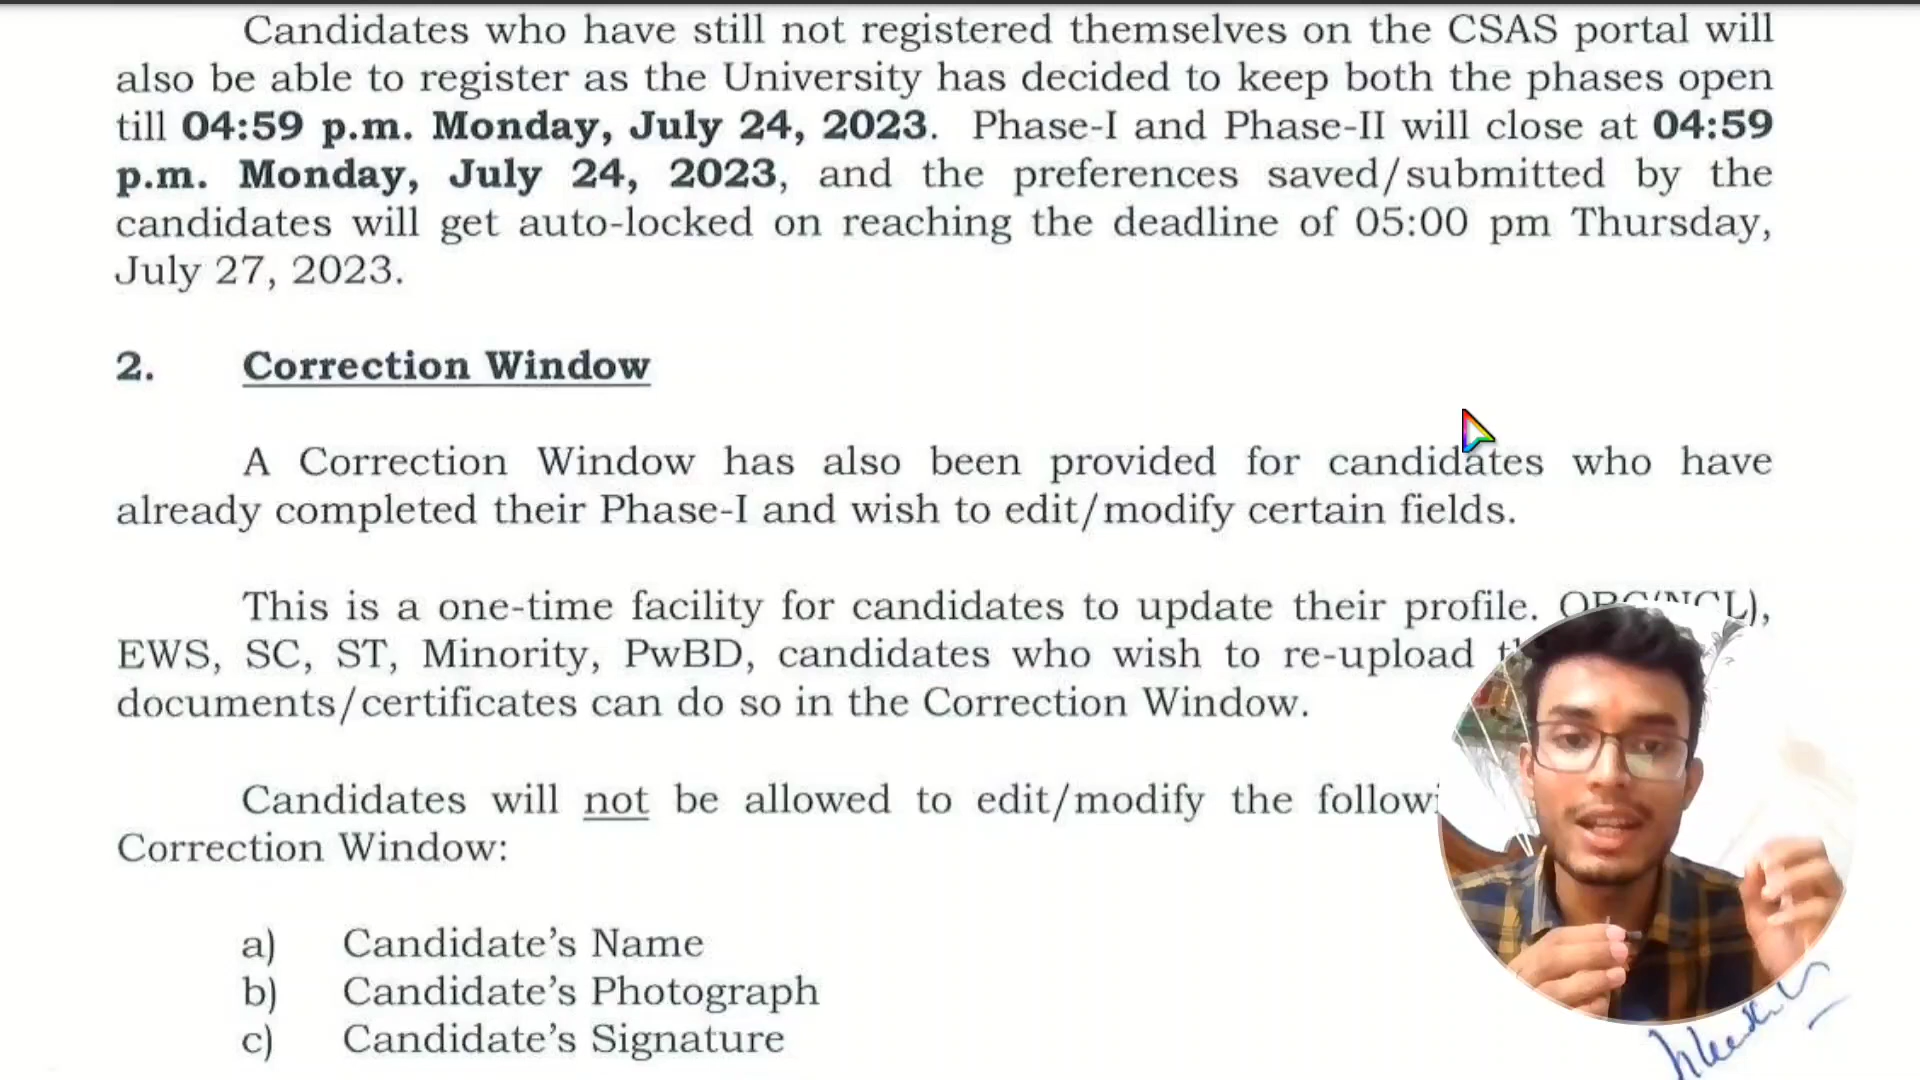 Candidates who have still not registered themselves on the CSAS portal will
also be able to register as the University has decided to keep both the phases open
till 04:59 p.m. Monday, July 24, 2023. Phase-I and Phase-II will close at 04:59
p.m. Monday, July 24, 2023, and the preferences saved/submitted by the
candidates will get auto-locked on reaching the deadline of 05:00 pm Thursday,
July 27, 2023.
2. Correction Window
A Correction Window has also been provided for candidates who have
already completed their Phase-I and wish to edit/modify certain fields.
This is a one-time facility for candidates to update their profile. OBC(NCL),
EWS, SC, ST, Minority, PwBD, candidates who wish to re-upload
documents/certificates can do so in the Correction Window.
Candidates will not be allowed to edit/modify the
Correction Window:
a) Candidate's Name
b) Candidate's Photograph
c) Candidate's Signature